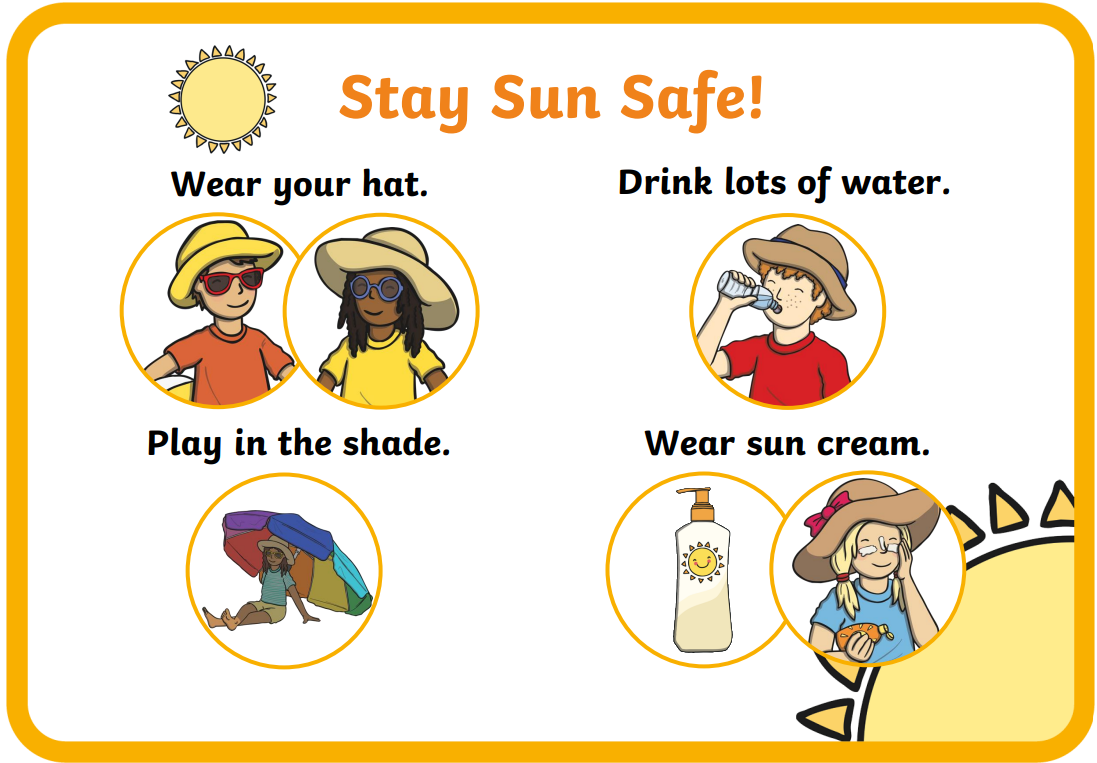 Stay Sun Safe!
Wear your hat.
Drink lots of water.
Play in the shade.
Wear sun cream.